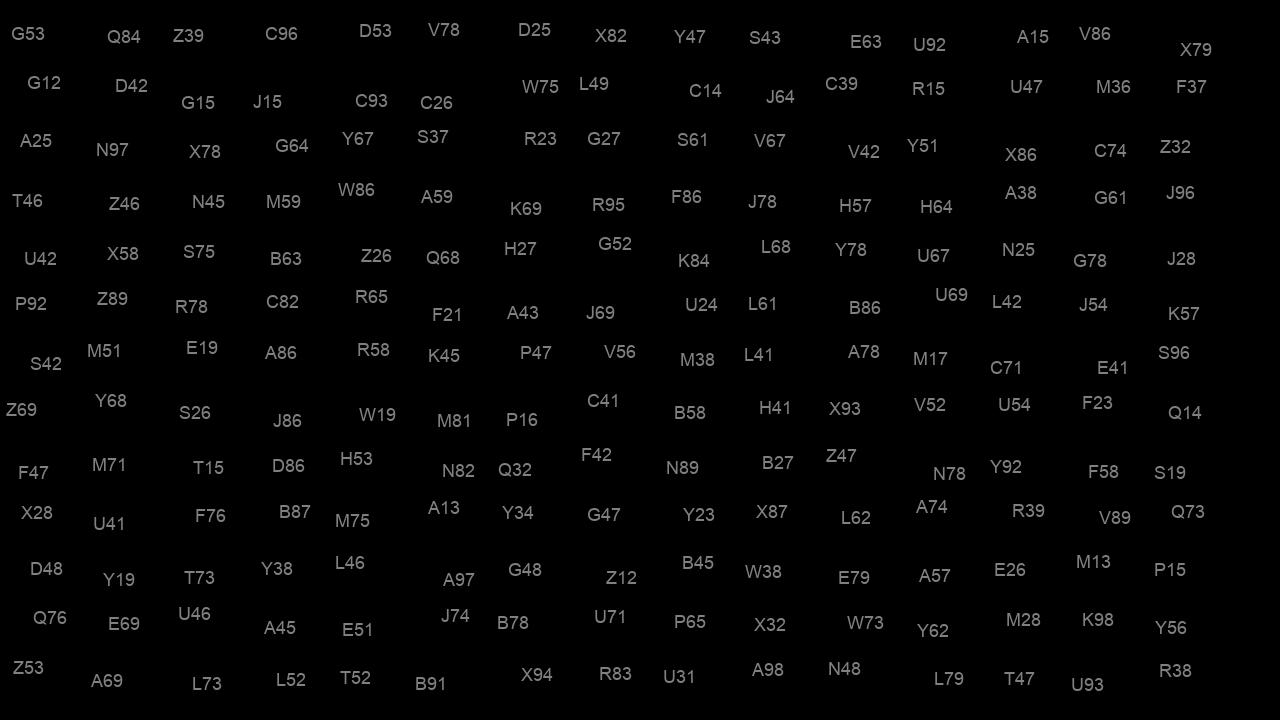 G53 Q84 Z39 C96 D53 V78 D25 X82 Y47 S43 E63 U92 A15 V86 X79
G12 D42 G15 J15 C93 C26 W75 L49 C14 J64 C39 R15 U47 M36 F37
A25 N97 X78 G64 Y67 S37 R23 G27 S61 V67 V42 Y51 X86 C74 Z32
T46 Z46 N45 M59 W86 A59 K69 R95 F86 J78 H57 H64 A38 G61 J96
U42 X58 S75 B63 Z26 Q68 H27 G52 K84 L68 Y78 U67 N25 G78 J28
P92 Z89 R78 C82 R65 F21 A43 J69 U24 L61 B86 U69 L42 J54 K57
S42 M51 E19 A86 R58 K45 P47 V56 M38 L41 A78 M17 C71 E41 S96
Z69 Y68 S26 J86 W19 M81 P16 C41 B58 H41 X93 V52 U54 F23 Q14
F47 M71 T15 D86 H53 N82 Q32 F42 N89 B27 Z47 N78 Y92 F58 S19
X28 U41 F76 B87 M75 A13 Y34 G47 Y23 X87 L62 A74 R39 V89 Q73
D48 Y19 T73 Y38 L46 A97 G48 Z12 B45 W38 E79 A57 E26 M13 P15
Q76 E69 U46 A45 E51 J74 B78 U71 P65 X32 W73 Y62 M28 K98 Y56
Z53 A69 L73 L52 T52 B91 X94 R83 U31 A98 N48 L79 T47 U93 R38